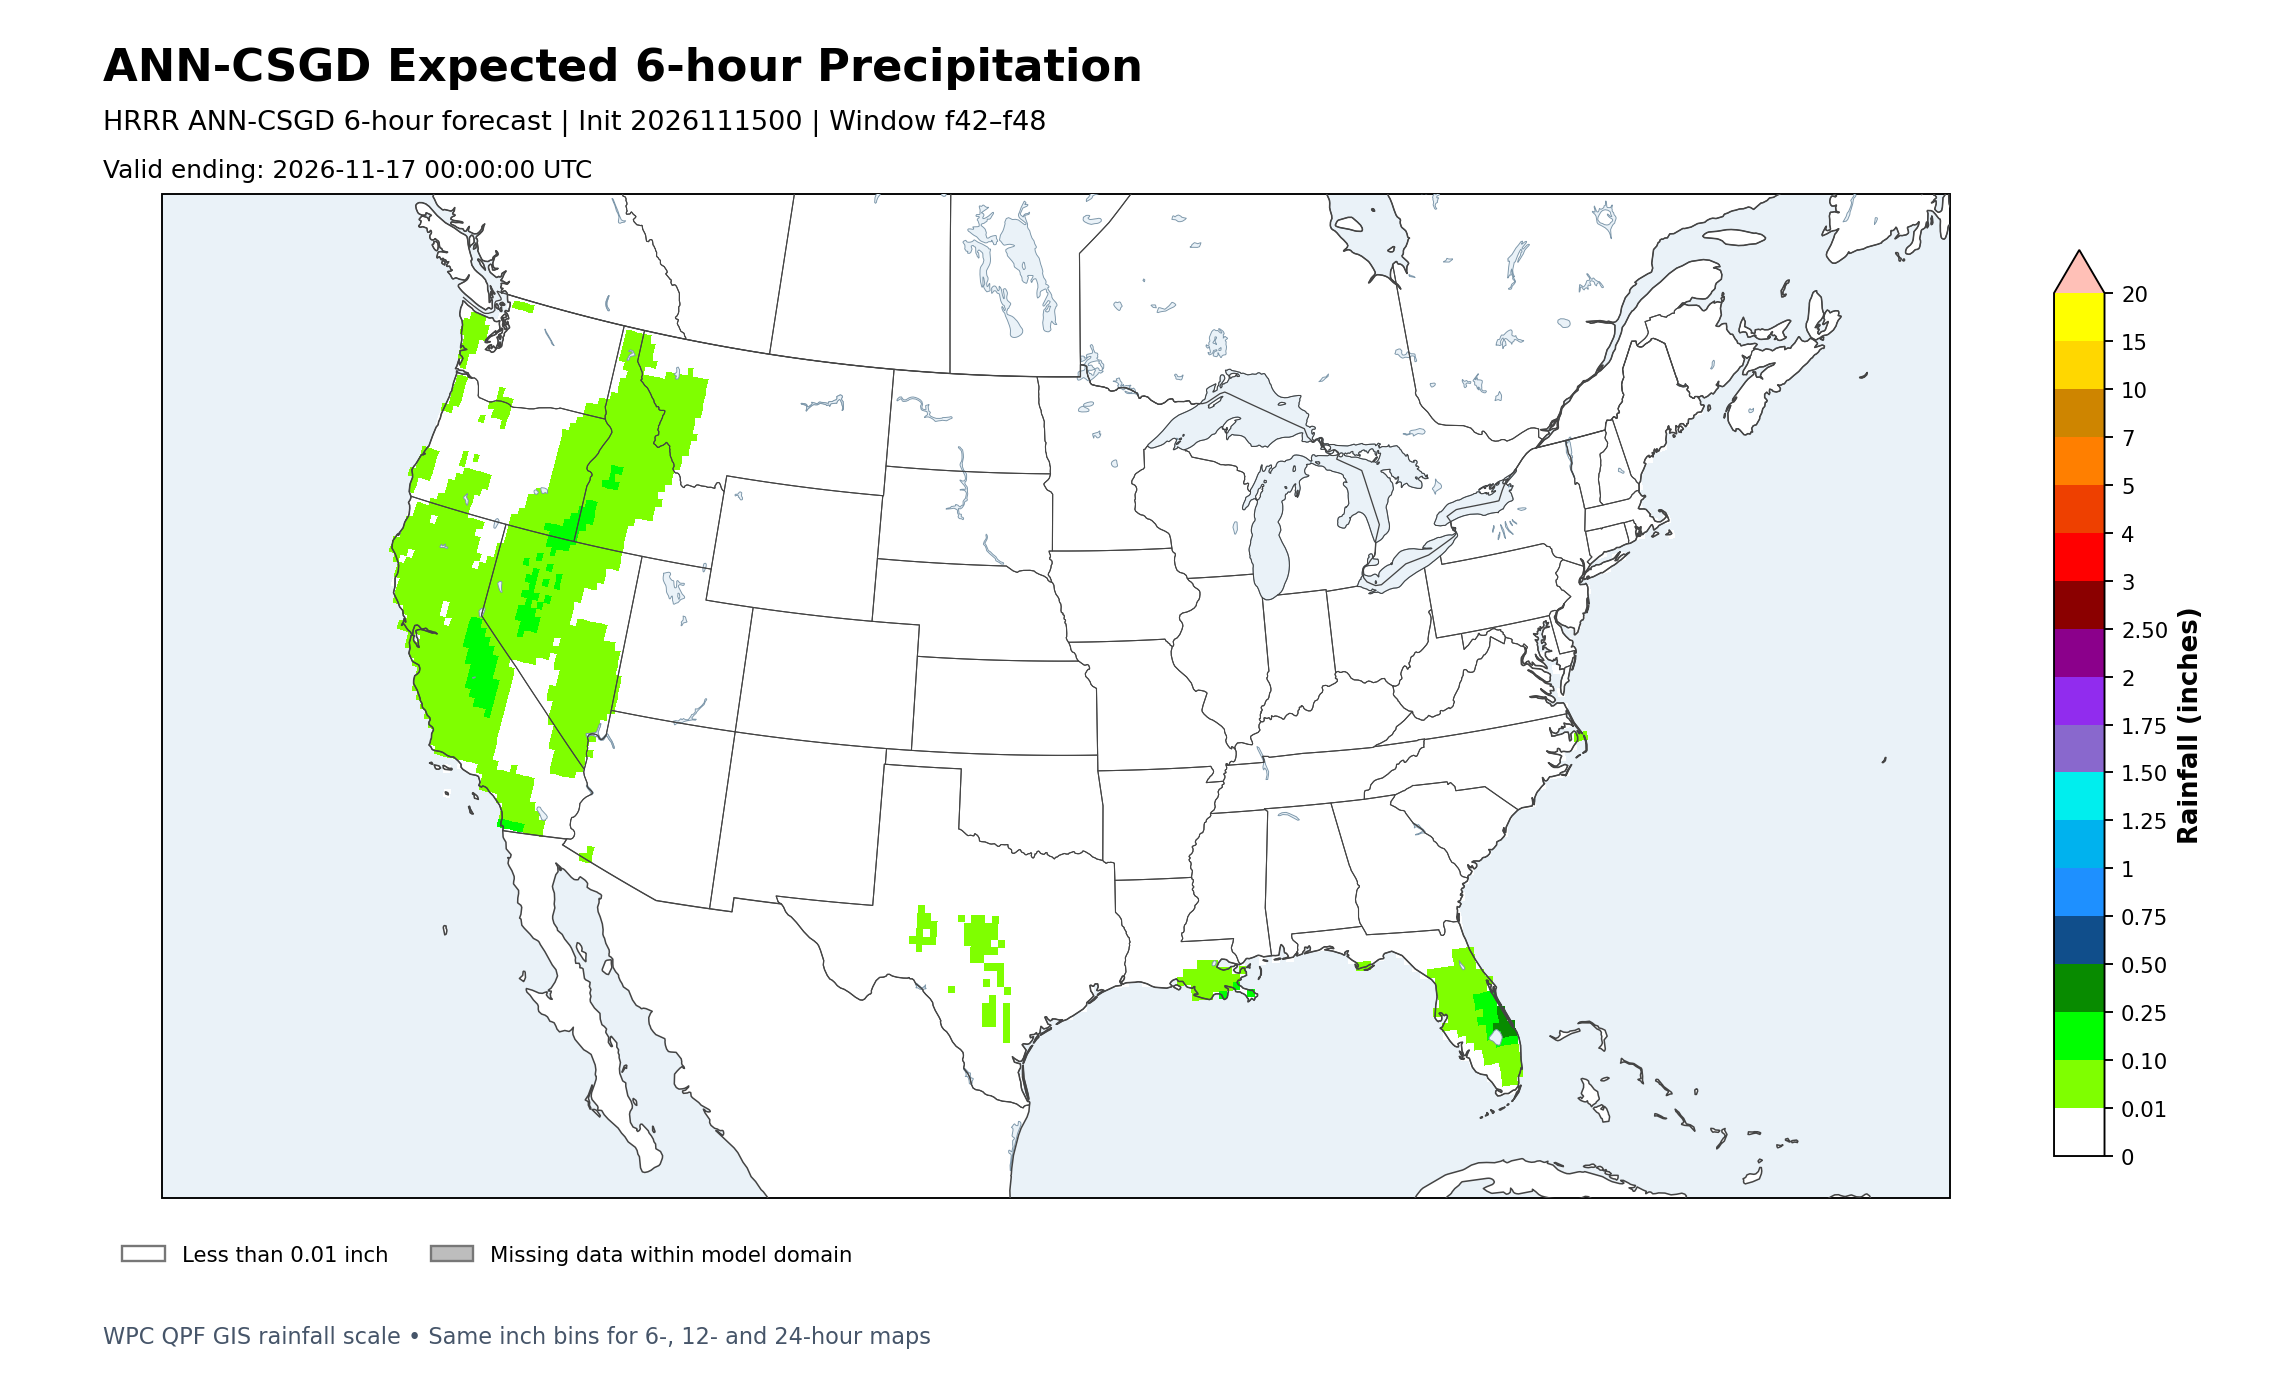 ANN-CSGD Expected 6-hour Precipitation
HRRR ANN-CSGD 6-hour forecast | Init 2026111500 | Window f42–f48
Valid ending: 2026-11-17 00:00:00 UTC
20
15
10
7
5
4
3
2.50
2
1.75
1.50
1.25
1
0.75
0.50
0.25
0.10
0.01
0
Rainfall (inches)
Less than 0.01 inch
Missing data within model domain
WPC QPF GIS rainfall scale • Same inch bins for 6-, 12- and 24-hour maps